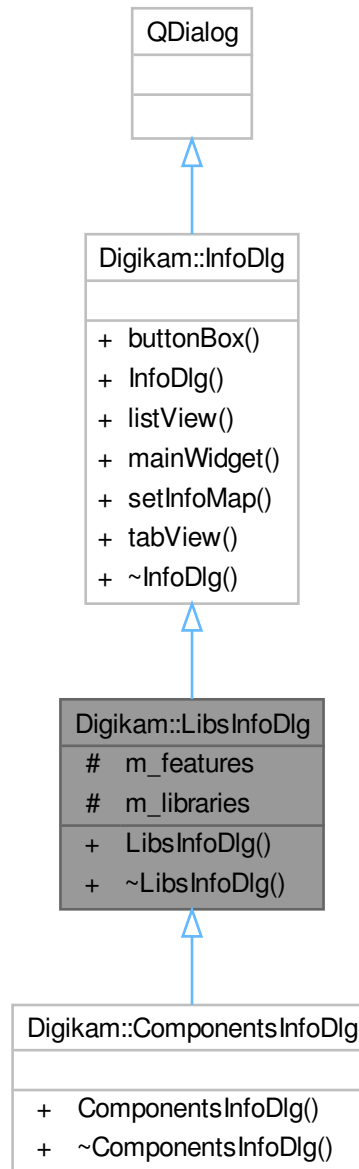 QDialog
Digikam::InfoDlg
+ buttonBox()
+ InfoDlg()
+ listView()
+ mainWidget()
+ setInfoMap()
+ tabView()
+ ~InfoDlg()
Digikam::LibsInfoDlg
# m_features
# m_libraries
+ LibsInfoDlg()
+ ~LibsInfoDlg()
Digikam::ComponentsInfoDlg
+ ComponentsInfoDlg()
+ ~ComponentsInfoDlg()